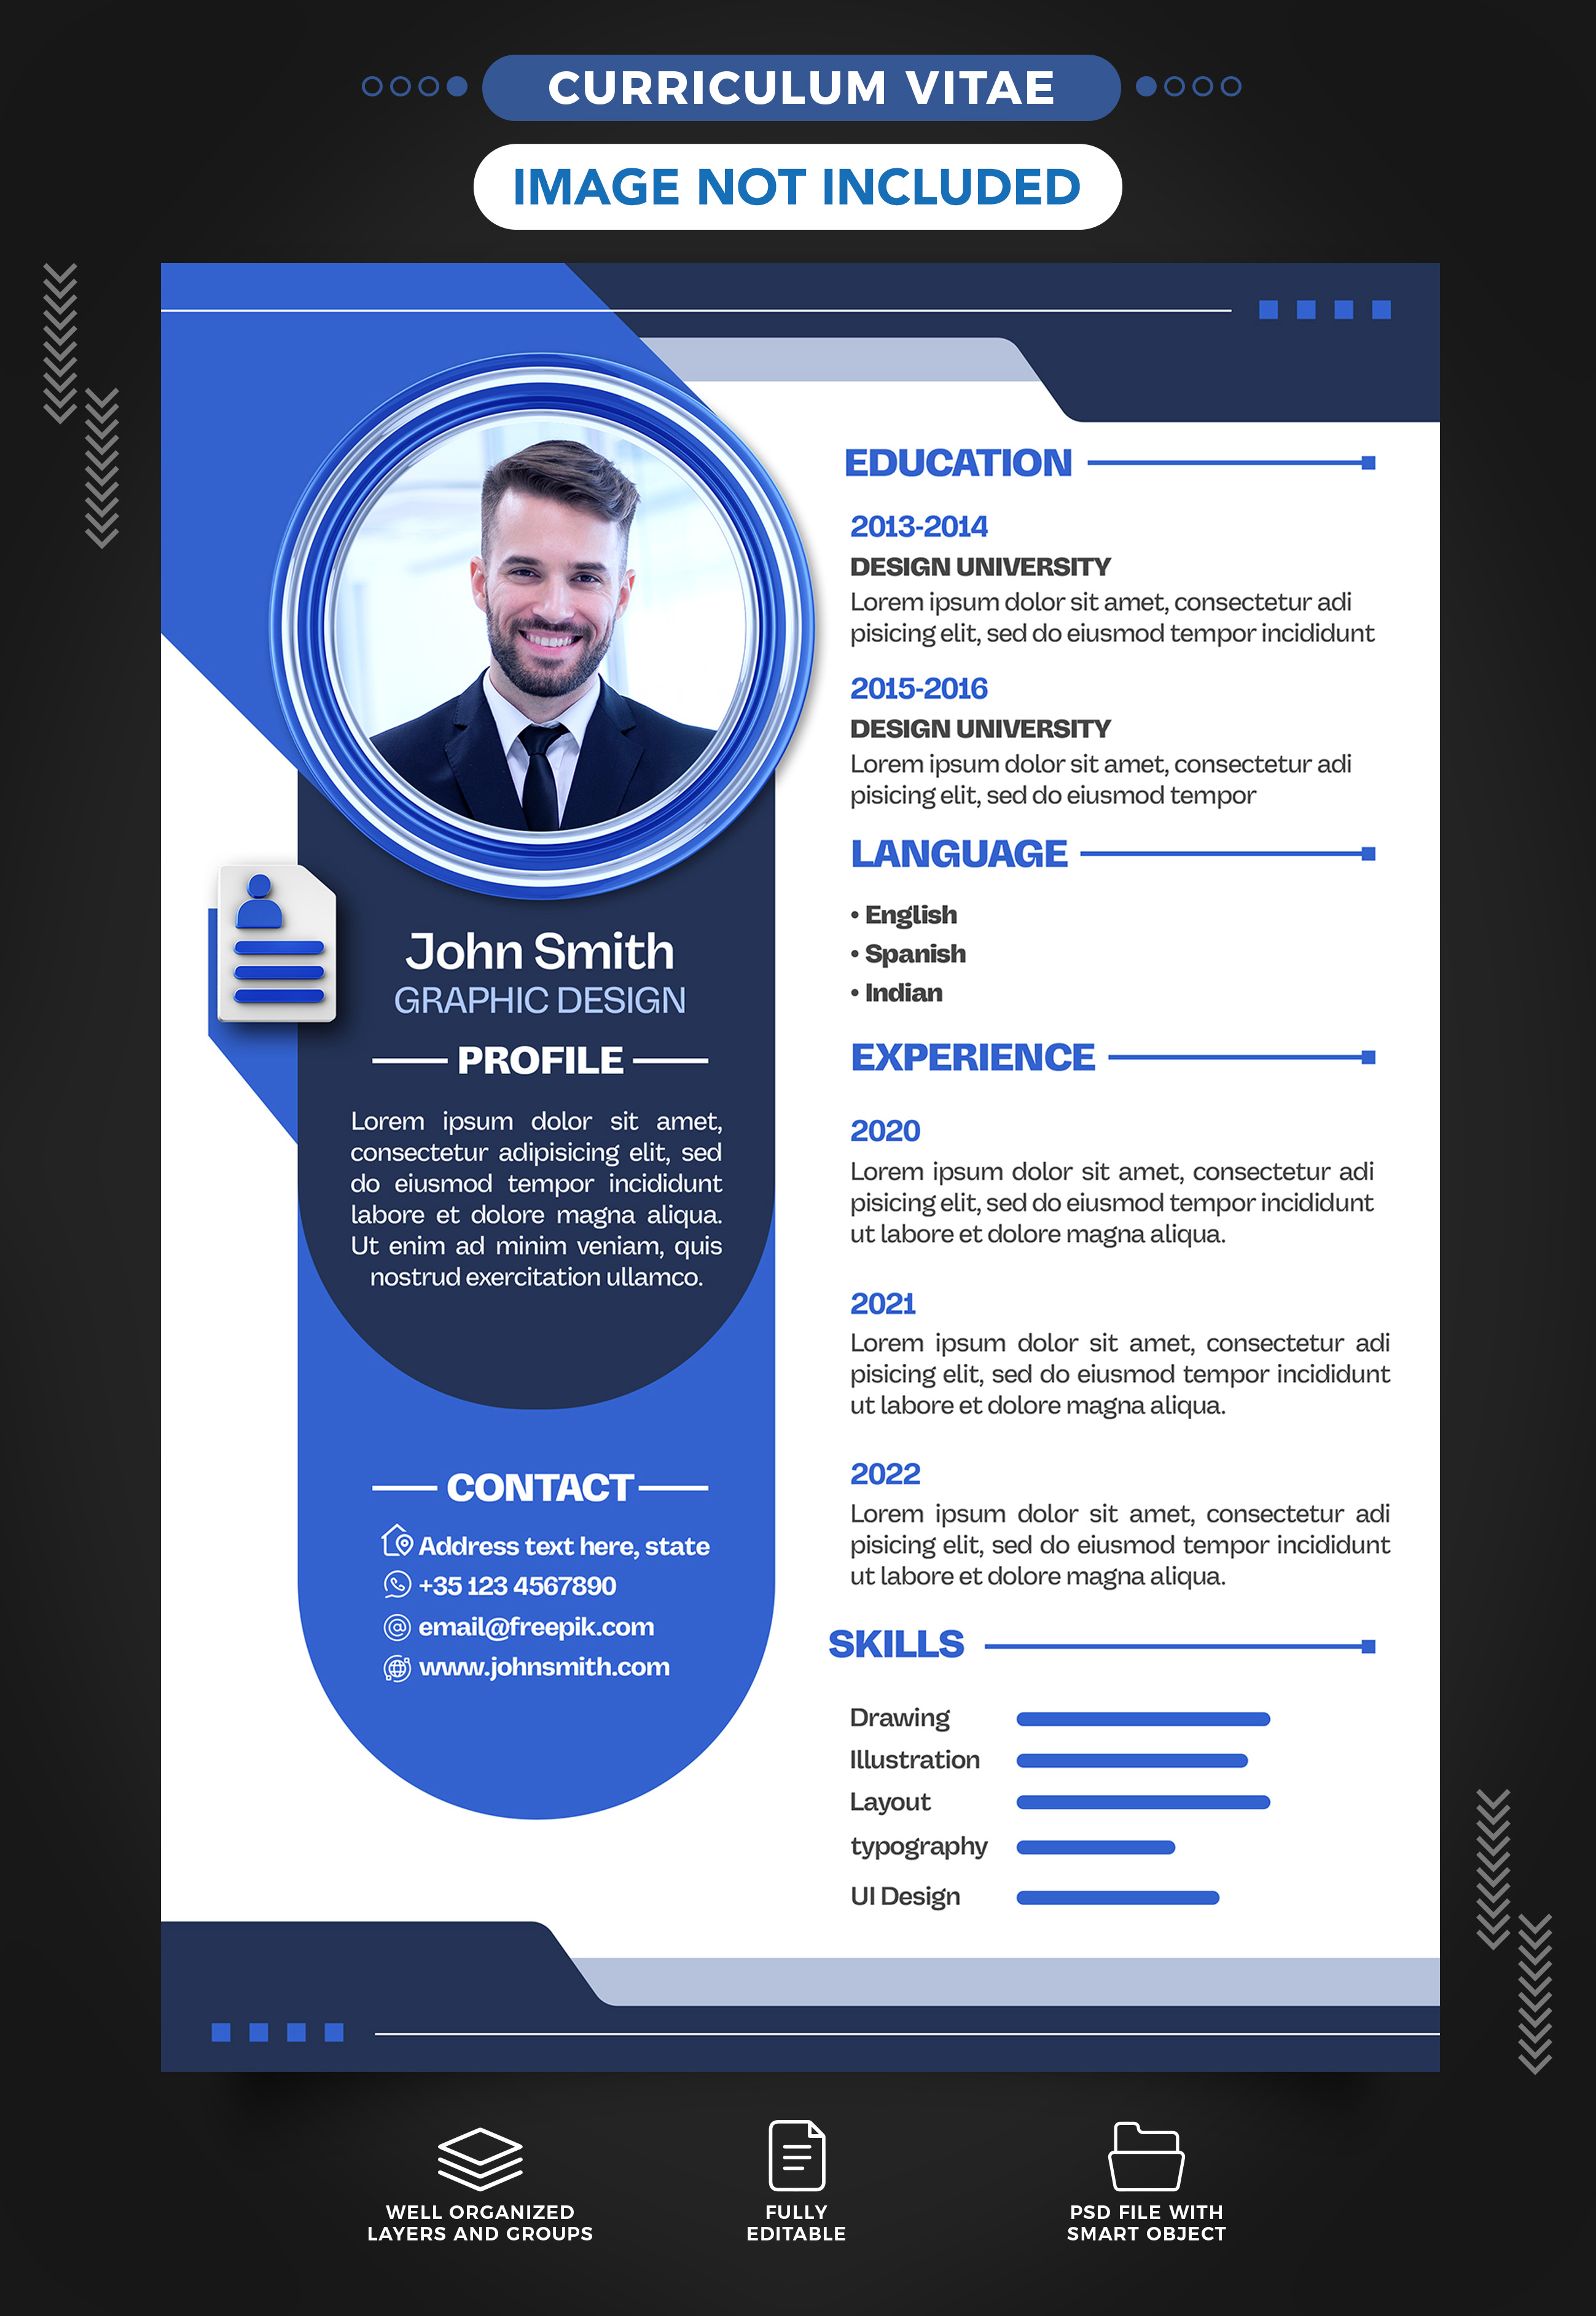 CURRICULUM VITAE
IMAGE NOT INCLUDED
John Smith
GRAPHIC DESIGN
PROFILE
Lorem ipsum dolor sit amet,
consectetur adipisicing elit, sed
do eiusmod tempor incididunt
labore et dolore magna aliqua.
Ut enim ad minim veniam, quis
nostrud exercitation ullamco.
CONTACT
Address text here, state
+35 123 4567890
email@freepik.com
www.johnsmith.com
EDUCATION
2013-2014
DESIGN UNIVERSITY
Lorem ipsum dolor sit amet, consectetur adi
pisicing elit, sed do eiusmod tempor incididunt
2015-2016
DESIGN UNIVERSITY
Lorem ipsum dolor sit amet, consectetur adi
pisicing elit, sed do eiusmod tempor
LANGUAGE
• English
• Spanish
• Indian
EXPERIENCE
2020
Lorem ipsum dolor sit amet, consectetur adi
pisicing elit, sed do eiusmod tempor incididunt
ut labore et dolore magna aliqua.
2021
Lorem ipsum dolor sit amet, consectetur adi
pisicing elit, sed do eiusmod tempor incididunt
ut labore et dolore magna aliqua.
2022
Lorem ipsum dolor sit amet, consectetur adi
pisicing elit, sed do eiusmod tempor incididunt
ut labore et dolore magna aliqua.
SKILLS
Drawing
Illustration
Layout
typography
UI Design
WELL ORGANIZED
LAYERS AND GROUPS
FULLY
EDITABLE
PSD FILE WITH
SMART OBJECT